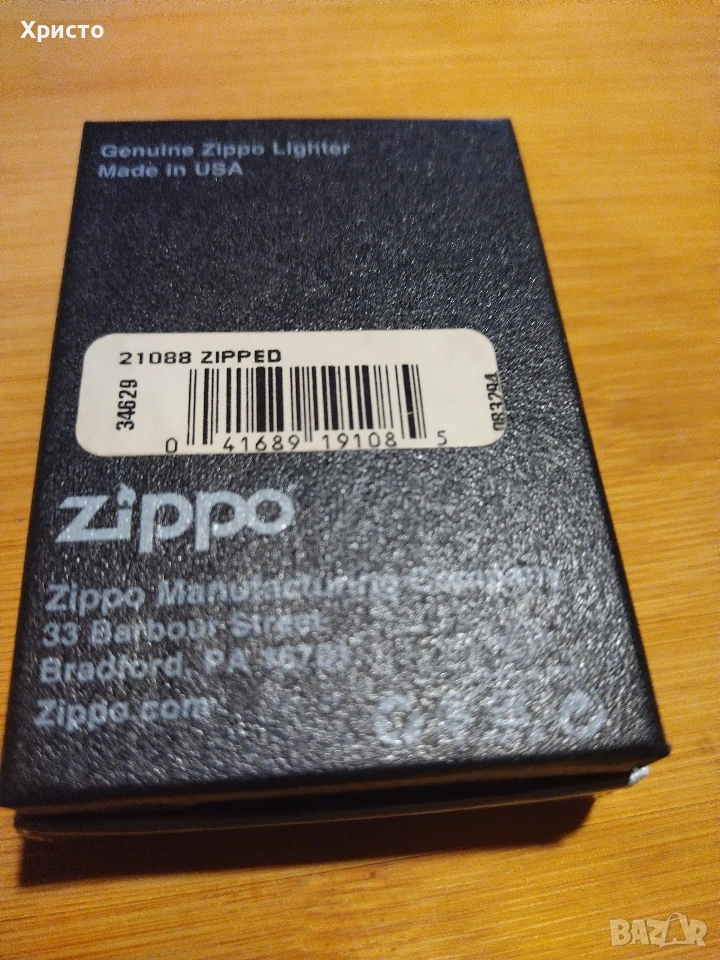 Христо
Genuine Zippo Lighter
Made in USA
21088 ZIPPED
34629
083294
0 41689 19108 5
zippo
Zippo Manufacturing Company
33 Barbour Street
Bradford, PA 16701
Zippo.com
BAZAR